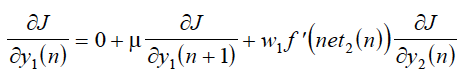 ∂J/∂y₁(n) = 0 + μ ∂J/∂y₁(n + 1) + w₁f ′(net₂(n)) ∂J/∂y₂(n)